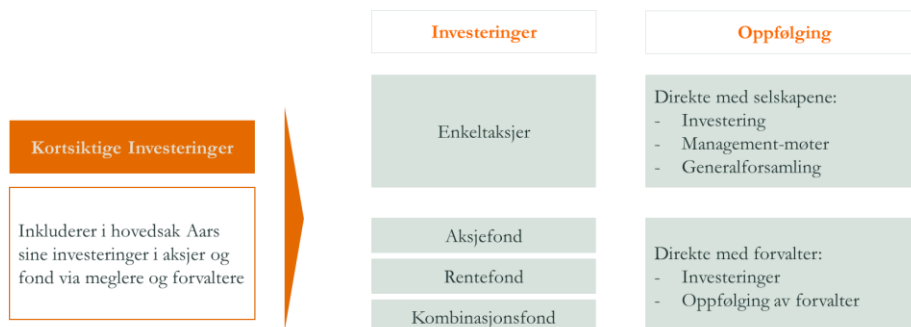 Investeringer
Oppfølging
Kortsiktige Investeringer
Inkluderer i hovedsak Aars
sine investeringer i aksjer og
fond via meglere og forvaltere
Enkeltaksjer
Direkte med selskapene:
- Investering
- Management-møter
- Generalforsamling
Aksjefond
Rentefond
Kombinasjonsfond
Direkte med forvalter:
- Investeringer
- Oppfølging av forvalter